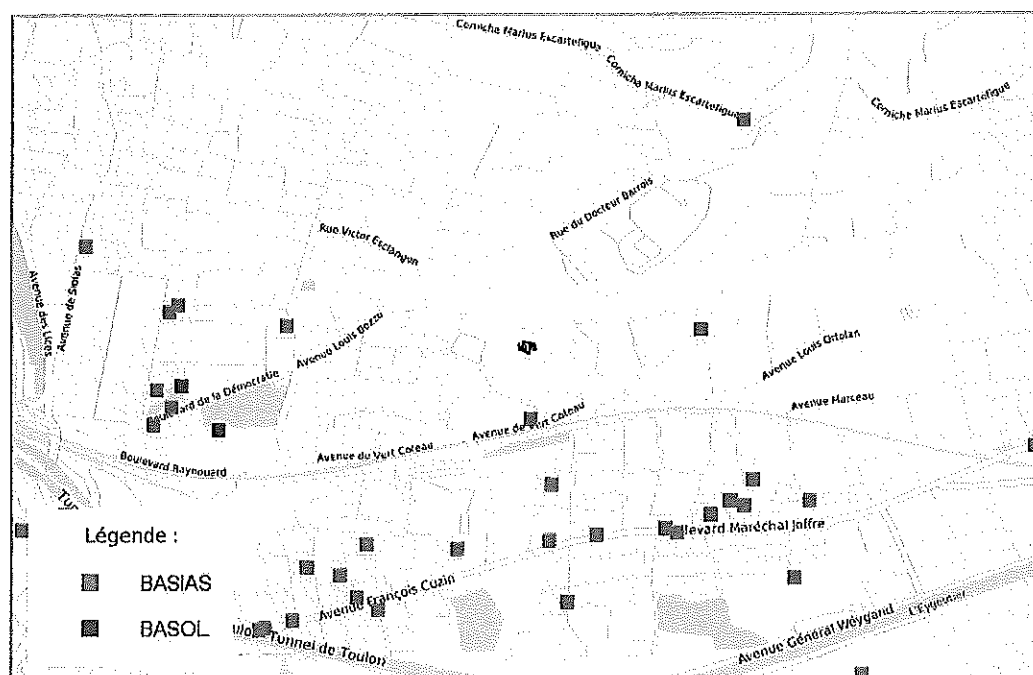 Corniche Marius Escartefigue
Corniche Marius Escartefigue
Corniche Marius Escartefigue
Rue du Docteur Barrois
Rue Victor Esclangon
Avenue des Lices
Avenue de Siblas
Avenue Louis Bozzo
Avenue Louis Ortolan
Boulevard de la Démocratie
Avenue Marceau
Avenue de Vert Coteau
Avenue du Vert Coteau
Boulevard Raynouard
Tun
Légende :
BASIAS
BASOL
levard Maréchal Joffre
Avenue François Cuzin
Avenue Général Weygand
L'Eygoutier
Tunnel de Toulon